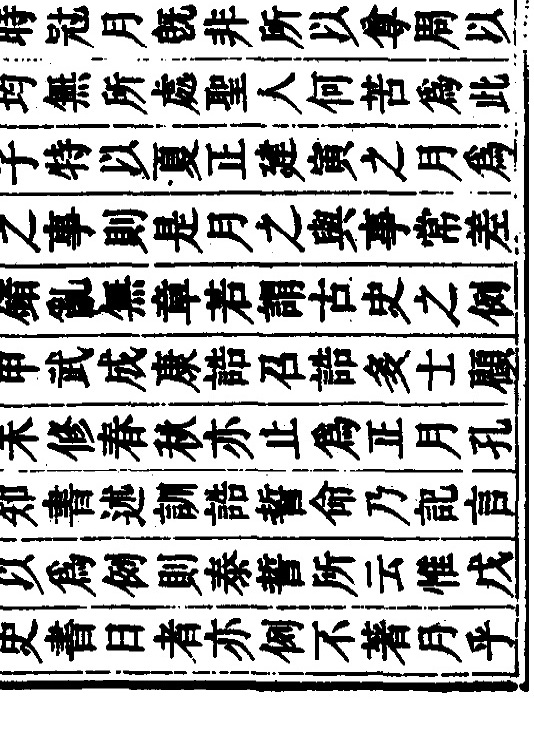 時冠月既非所以尊周以
均無所處聖人何苦為此
子特以夏正建寅之月為
之事則是月之與事常差
錯亂無章若謂古史之例
甲武成康誥召誥多士顧
未修春秋亦止為正月孔
知書述訓誥誓命乃記言
以為例則泰誓所云惟戊
史書日者亦例不著月乎